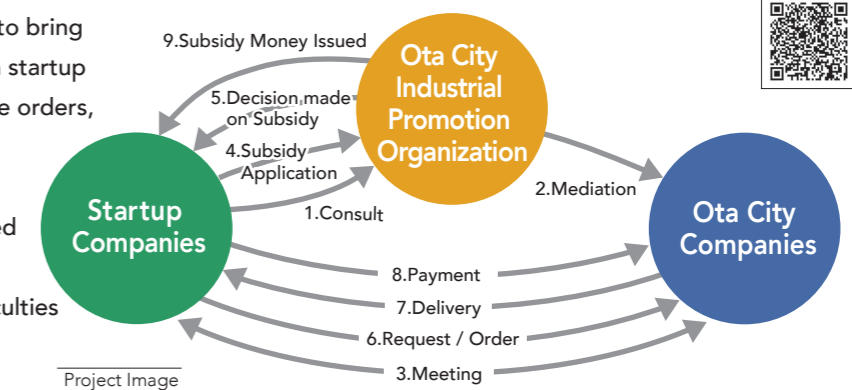 to bring
startup
e orders,
ed
culties
9.Subsidy Money Issued
5.Decision made
on Subsidy
4.Subsidy
Application
1.Consult
Ota City
Industrial
Promotion
Organization
2.Mediation
Startup
Companies
Ota City
Companies
8.Payment
7.Delivery
6.Request / Order
3.Meeting
Project Image